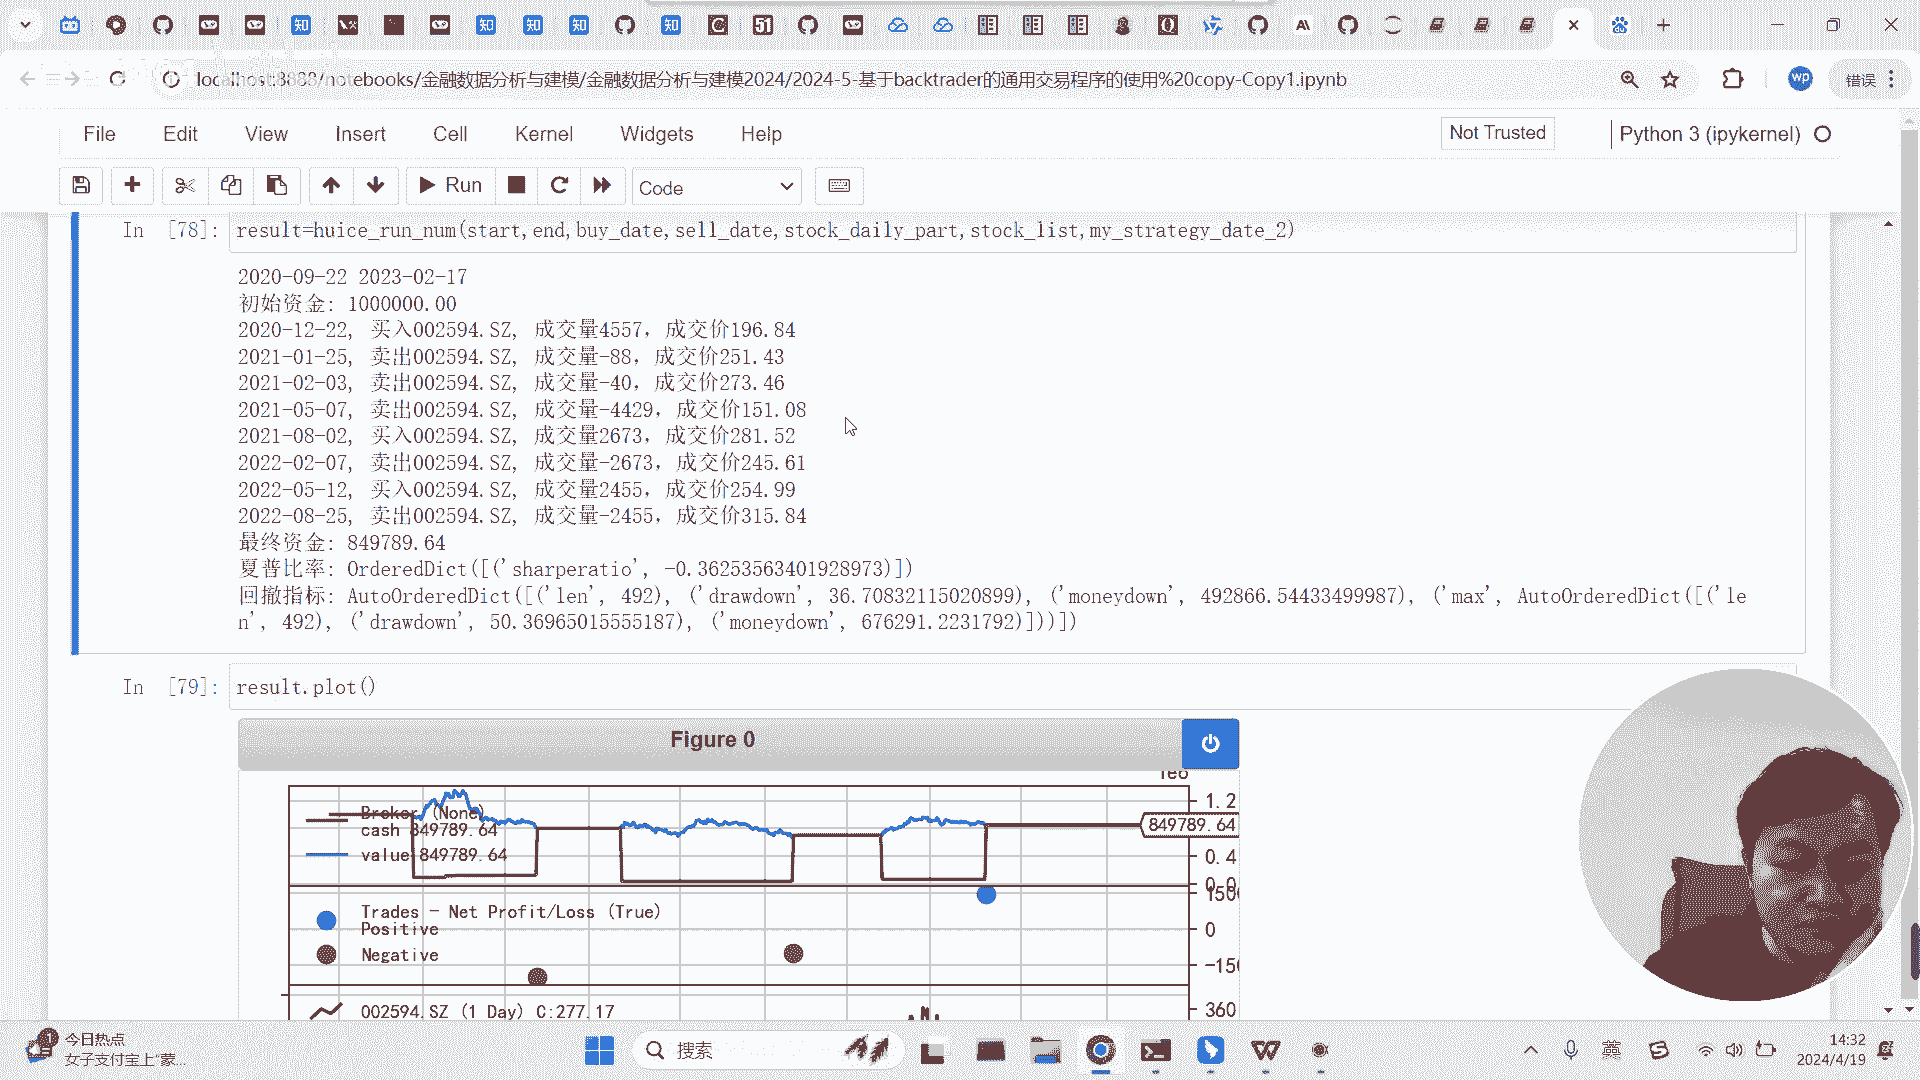 localhost:8888/notebooks/金融数据分析与建模/金融数据分析与建模2024/2024-5-基于backtrader的通用交易程序的使用%20copy-Copy1.ipynb
wp
错误
File Edit View Insert Cell Kernel Widgets Help
Not Trusted
Python 3 (ipykernel)
Run
Code
In [78]: result=huice_run_num(start,end,buy_date,sell_date,stock_daily_part,stock_list,my_strategy_date_2)
2020-09-22 2023-02-17
初始资金: 1000000.00
2020-12-22, 买入002594.SZ, 成交量4557，成交价196.84
2021-01-25, 卖出002594.SZ, 成交量-88，成交价251.43
2021-02-03, 卖出002594.SZ, 成交量-40，成交价273.46
2021-05-07, 卖出002594.SZ, 成交量-4429，成交价151.08
2021-08-02, 买入002594.SZ, 成交量2673，成交价281.52
2022-02-07, 卖出002594.SZ, 成交量-2673，成交价245.61
2022-05-12, 买入002594.SZ, 成交量2455，成交价254.99
2022-08-25, 卖出002594.SZ, 成交量-2455，成交价315.84
最终资金: 849789.64
夏普比率: OrderedDict([('sharperatio', -0.36253563401928973)])
回撤指标: AutoOrderedDict([('len', 492), ('drawdown', 36.70832115020899), ('moneydown', 492866.54433499987), ('max', AutoOrderedDict([('le
n', 492), ('drawdown', 50.36965015555187), ('moneydown', 676291.2231792)]))])
In [79]: result.plot()
Figure 0
1e6
Broker (None)
cash 849789.64
value 849789.64
1.2
849789.64
0.4
0.0
Trades - Net Profit/Loss (True)
Positive
Negative
0
002594.SZ (1 Day) C:277.17
360
今日热点
女子支付宝上“蒙...
搜索
英
14:32
2024/4/19